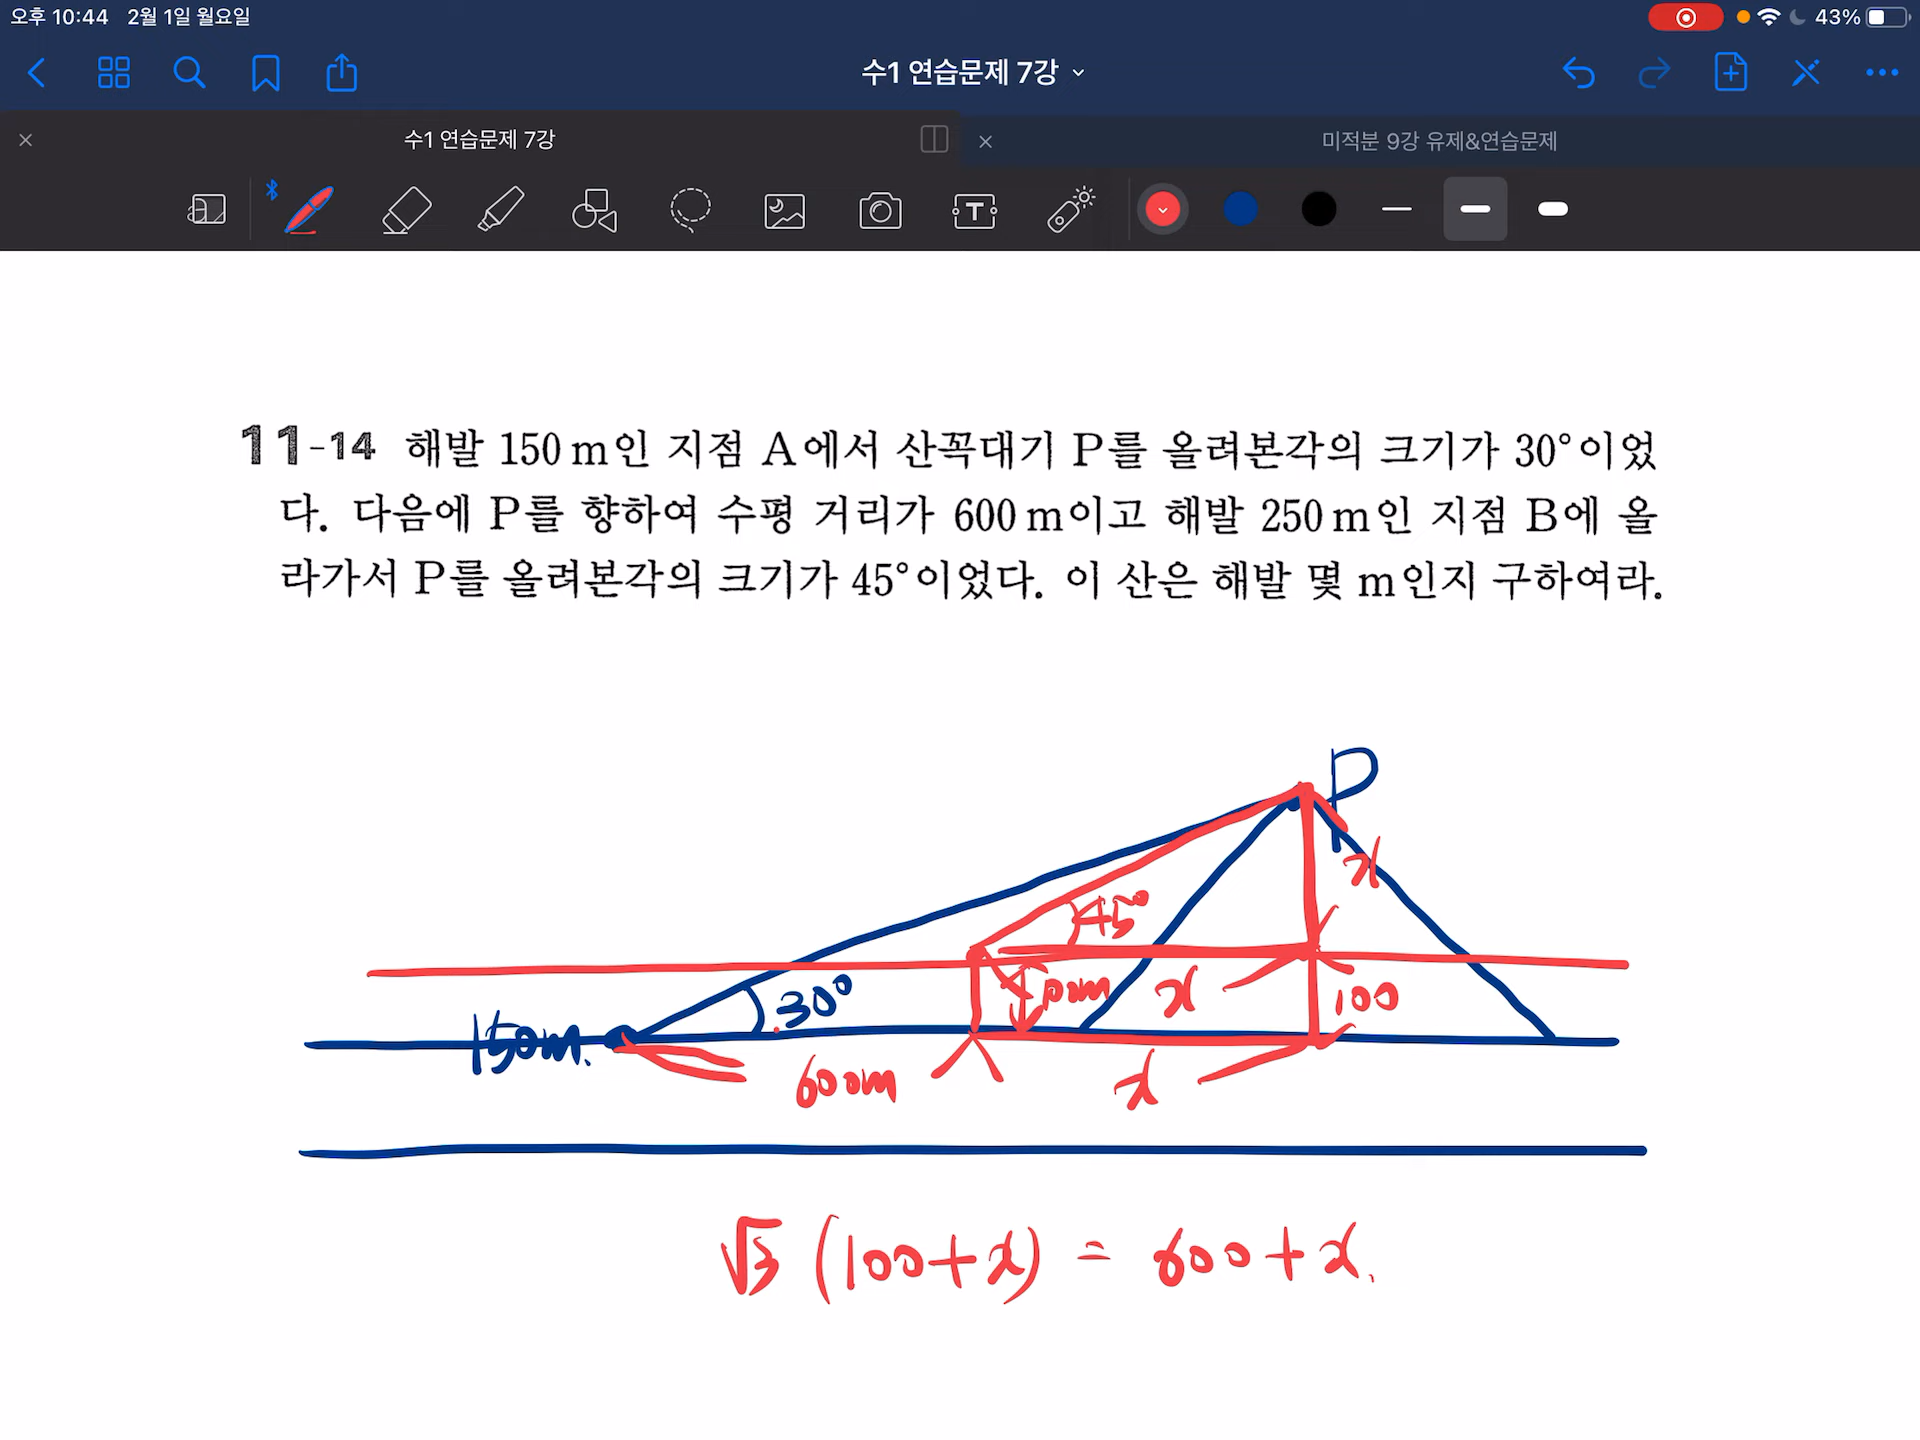 오후 10:44 2월 1일 월요일 43%
수1 연습문제 7강
수1 연습문제 7강 미적분 9강 유제&연습문제
11-14 해발 150 m인 지점 A에서 산꼭대기 P를 올려본각의 크기가 30°이었
다. 다음에 P를 향하여 수평 거리가 600 m이고 해발 250 m인 지점 B에 올
라가서 P를 올려본각의 크기가 45°이었다. 이 산은 해발 몇 m인지 구하여라.
P
x
45°
30°
x
100
150m.
600m
x
√3 (100+x) = 600+x.